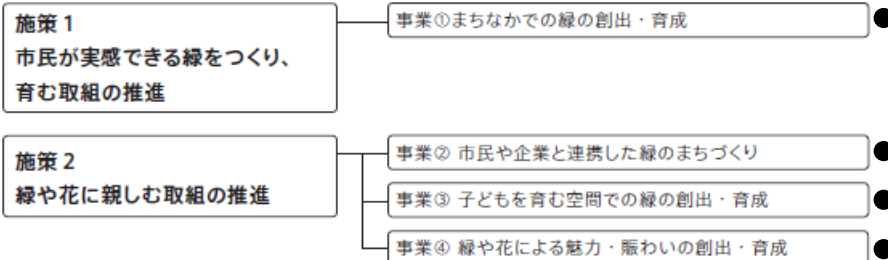 施策 1
市民が実感できる緑をつくり、
育む取組の推進
事業①まちなかでの緑の創出・育成
施策 2
緑や花に親しむ取組の推進
事業② 市民や企業と連携した緑のまちづくり
事業③ 子どもを育む空間での緑の創出・育成
事業④ 緑や花による魅力・賑わいの創出・育成